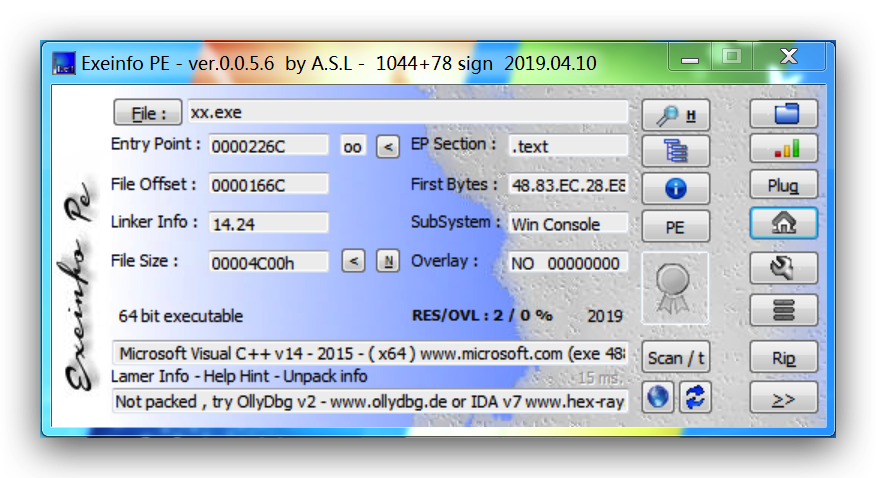 Exeinfo PE - ver.0.0.5.6 by A.S.L - 1044+78 sign 2019.04.10
File : xx.exe H
Entry Point : 0000226C oo < EP Section : .text
File Offset : 0000166C First Bytes : 48.83.EC.28.E8 Plug
Linker Info : 14.24 SubSystem : Win Console PE
File Size : 00004C00h < N Overlay : NO 00000000
64 bit executable RES/OVL : 2 / 0 % 2019
Microsoft Visual C++ v14 - 2015 - ( x64 ) www.microsoft.com (exe 48 Scan / t Rip
Lamer Info - Help Hint - Unpack info 15 ms.
Not packed , try OllyDbg v2 - www.ollydbg.de or IDA v7 www.hex-ray >>
Exeinfo Pe